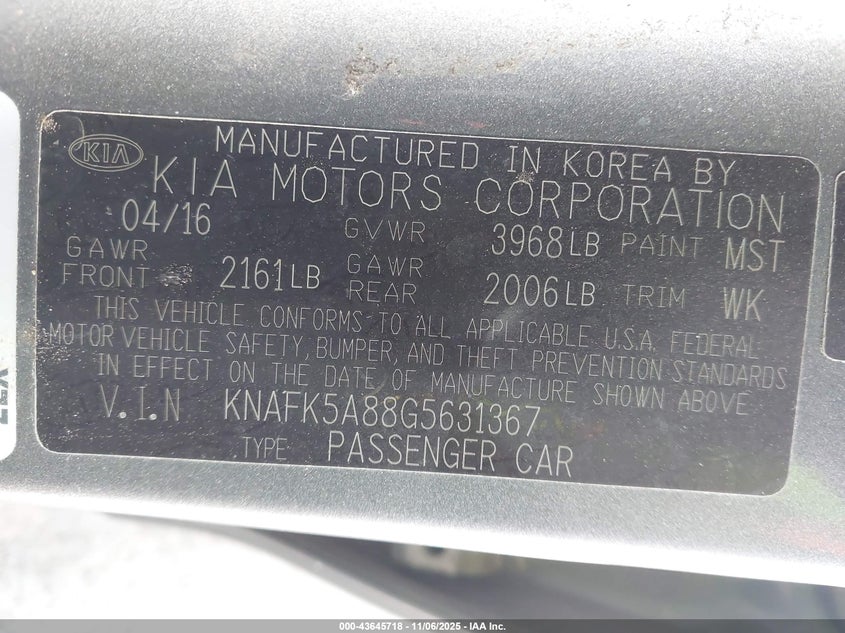 KIA
MANUFACTURED IN KOREA BY
KIA MOTORS CORPORATION
04/16 GVWR 3968LB PAINT MST
GAWR FRONT 2161LB GAWR REAR 2006LB TRIM WK
THIS VEHICLE CONFORMS TO ALL APPLICABLE U.S.A. FEDERAL
MOTOR VEHICLE SAFETY, BUMPER, AND THEFT PREVENTION STANDARDS
IN EFFECT ON THE DATE OF MANUFACTURE SHOWN ABOVE
V.I.N KNAFK5A88G5631367
TYPE PASSENGER CAR
000-43645718 - 11/06/2025 - IAA Inc.